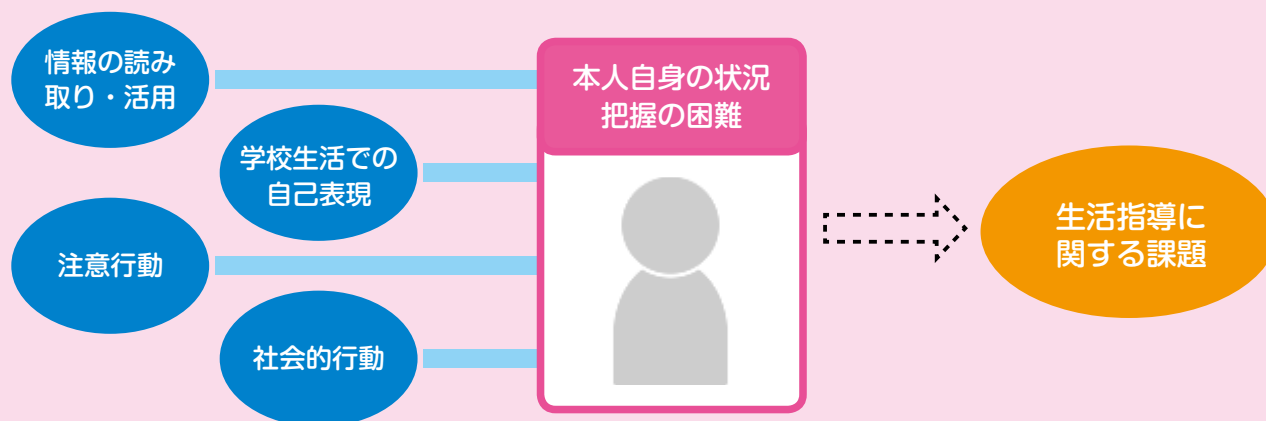 情報の読み
取り・活用
学校生活での
自己表現
注意行動
社会的行動
本人自身の状況
把握の困難
生活指導に
関する課題